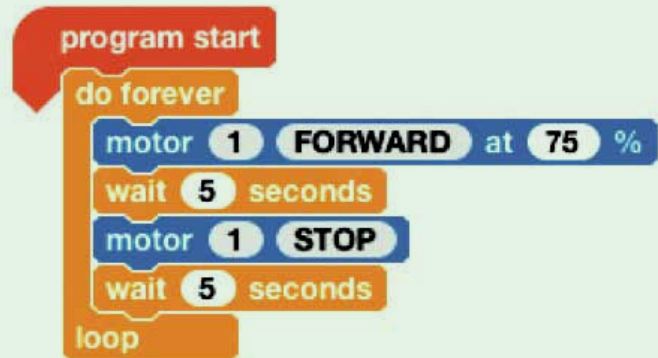 program start
do forever
motor 1 FORWARD at 75 %
wait 5 seconds
motor 1 STOP
wait 5 seconds
loop